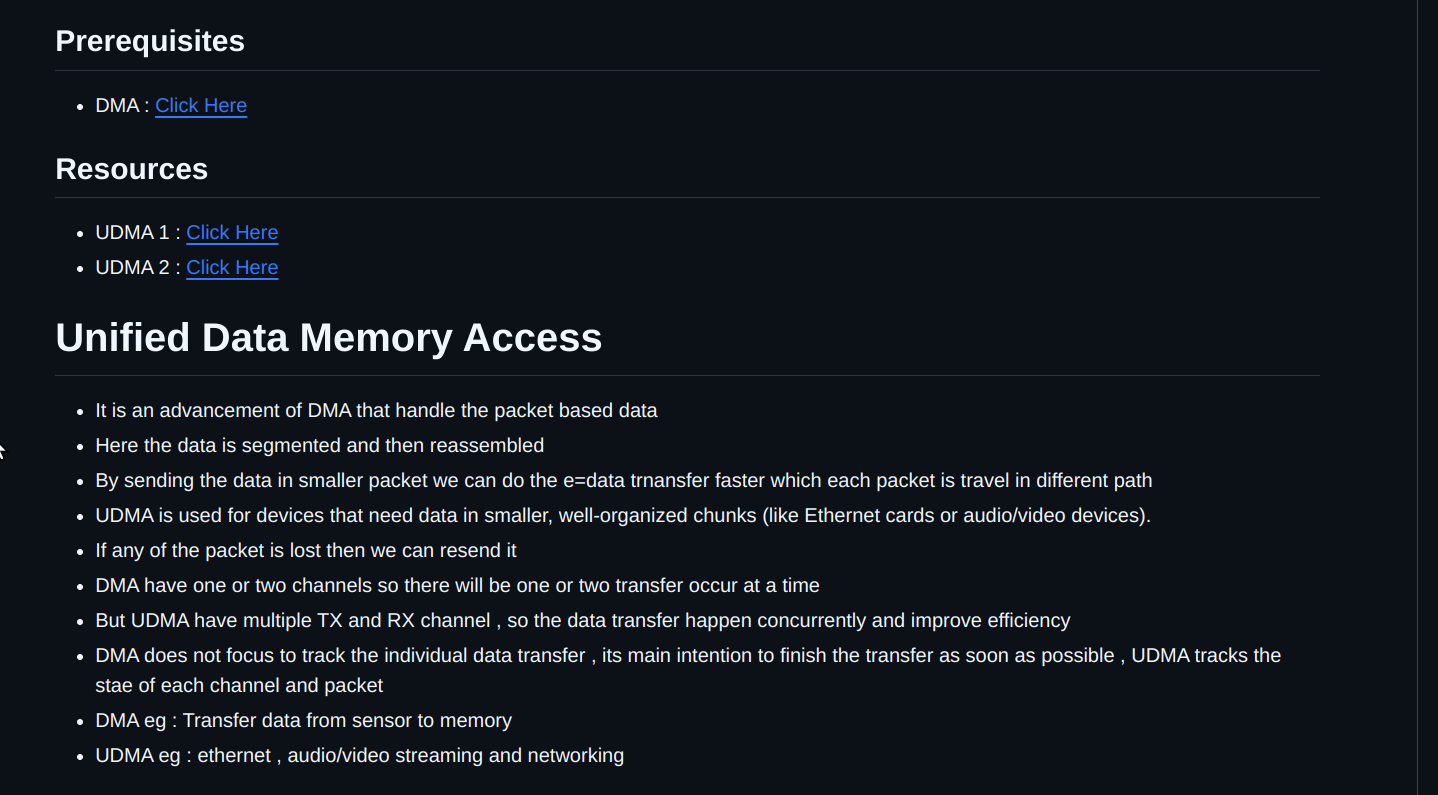 Prerequisites
DMA : Click Here
Resources
UDMA 1 : Click Here
UDMA 2 : Click Here
Unified Data Memory Access
It is an advancement of DMA that handle the packet based data
Here the data is segmented and then reassembled
By sending the data in smaller packet we can do the e=data trnansfer faster which each packet is travel in different path
UDMA is used for devices that need data in smaller, well-organized chunks (like Ethernet cards or audio/video devices).
If any of the packet is lost then we can resend it
DMA have one or two channels so there will be one or two transfer occur at a time
But UDMA have multiple TX and RX channel , so the data transfer happen concurrently and improve efficiency
DMA does not focus to track the individual data transfer , its main intention to finish the transfer as soon as possible , UDMA tracks the
stae of each channel and packet
DMA eg : Transfer data from sensor to memory
UDMA eg : ethernet , audio/video streaming and networking